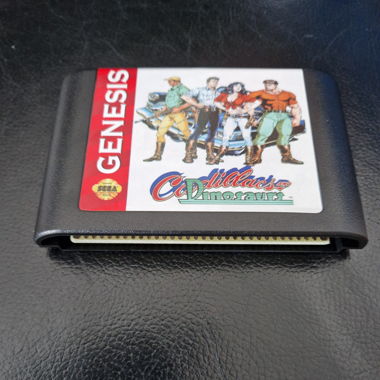 GENESIS
SEGA
Cadillacs
Dinosaurs